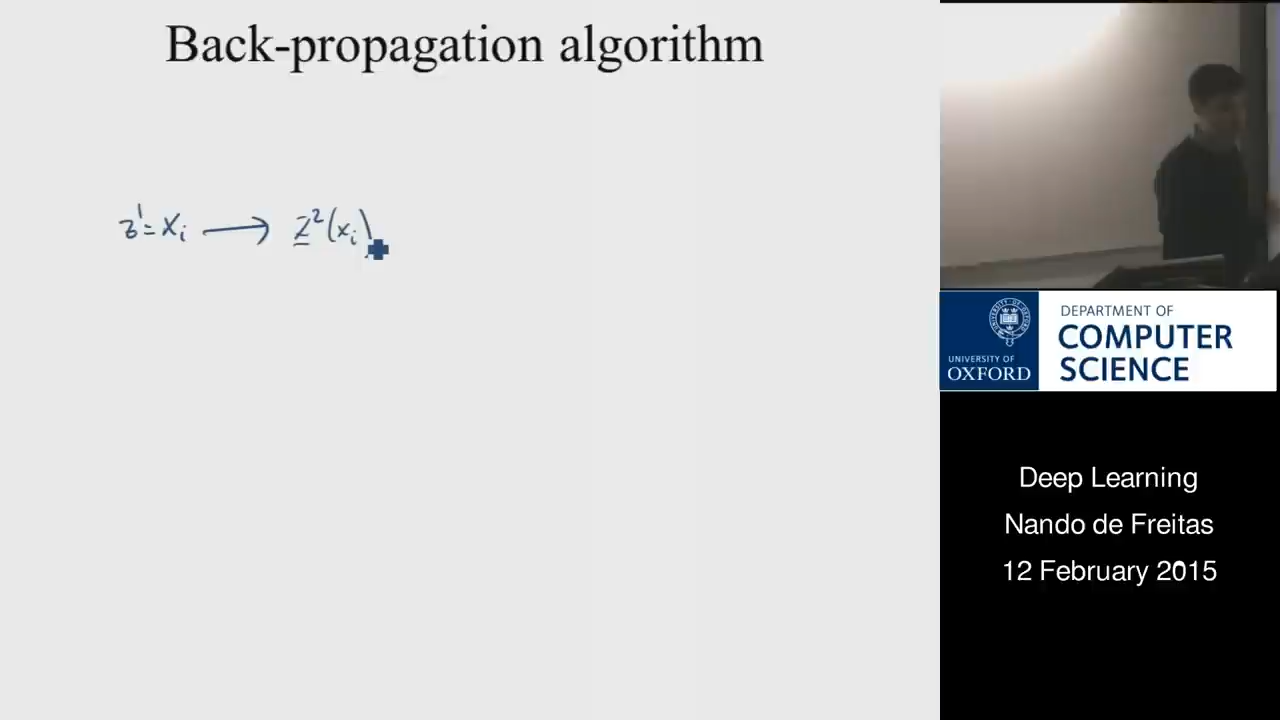 Back-propagation algorithm
z¹ = xᵢ ⟶ z²(xᵢ)
UNIVERSITY OF
OXFORD
DEPARTMENT OF
COMPUTER
SCIENCE
Deep Learning
Nando de Freitas
12 February 2015